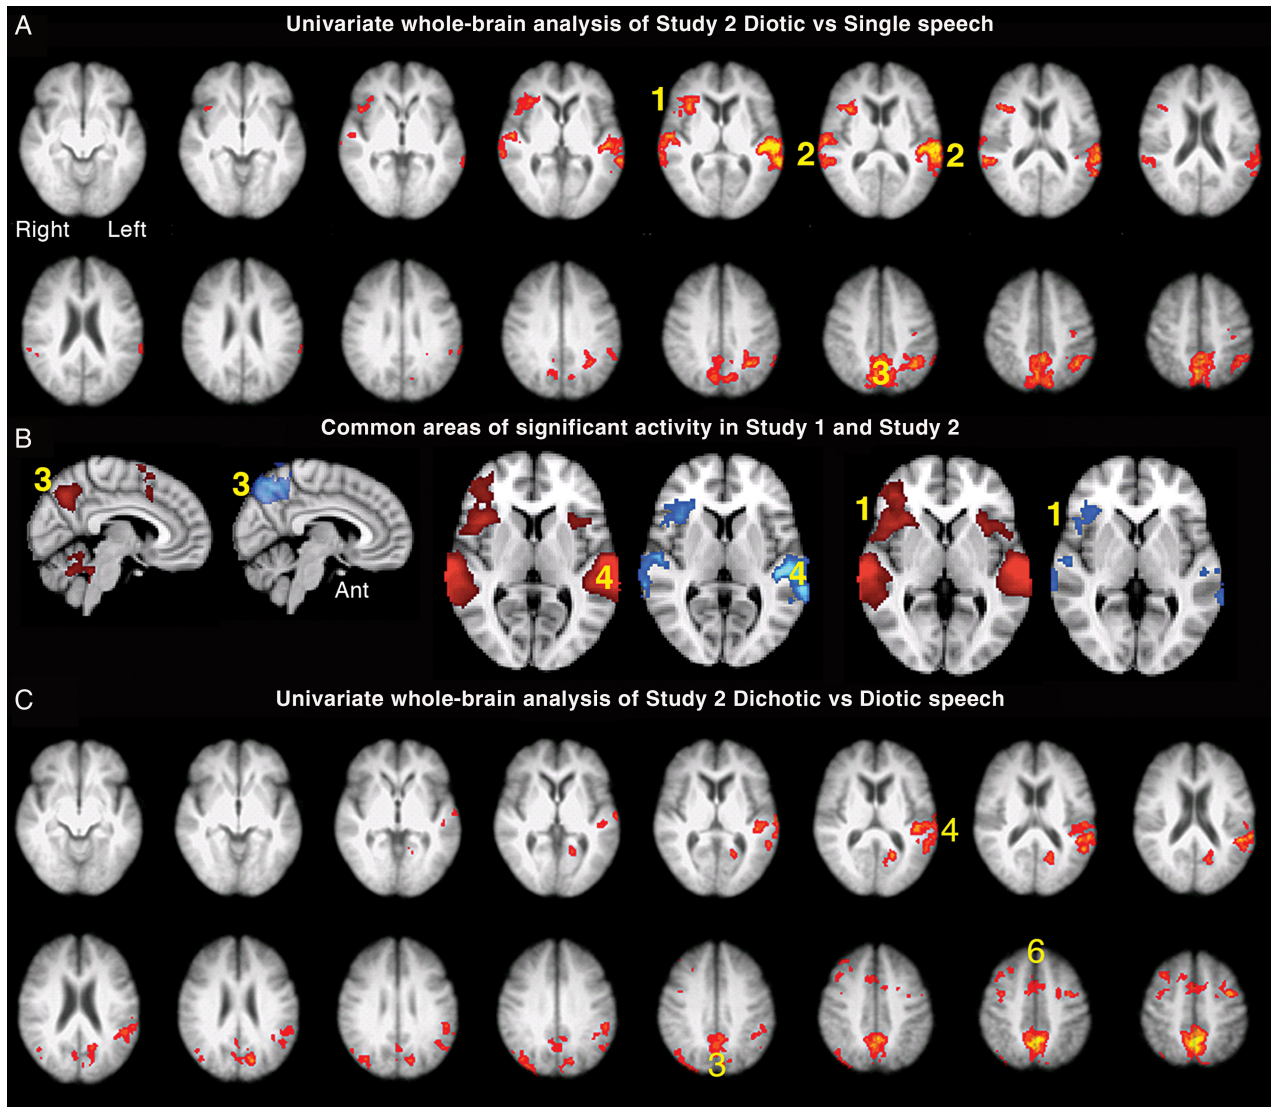 A
Univariate whole-brain analysis of Study 2 Diotic vs Single speech
1
2
2
Right Left
3
B
Common areas of significant activity in Study 1 and Study 2
3
3
Ant
4
4
1
1
C
Univariate whole-brain analysis of Study 2 Dichotic vs Diotic speech
4
6
3